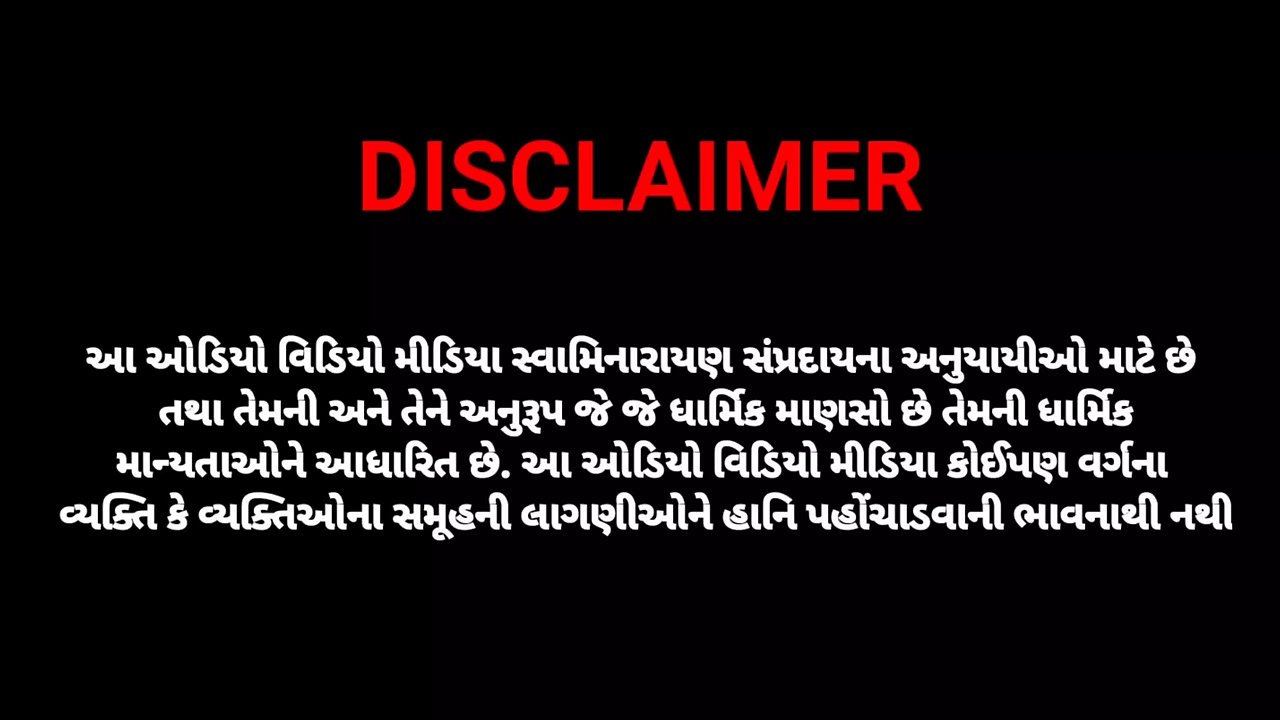 DISCLAIMER
આ ઓડિયો વિડિયો મીડિયા સ્વામિનારાયણ સંપ્રદાયના અનુયાયીઓ માટે છે
તથા તેમની અને તેને અનુરૂપ જે જે ધાર્મિક માણસો છે તેમની ધાર્મિક
માન્યતાઓને આધારિત છે. આ ઓડિયો વિડિયો મીડિયા કોઈપણ વર્ગના
વ્યક્તિ કે વ્યક્તિઓના સમૂહની લાગણીઓને હાનિ પહોંચાડવાની ભાવનાથી નથી